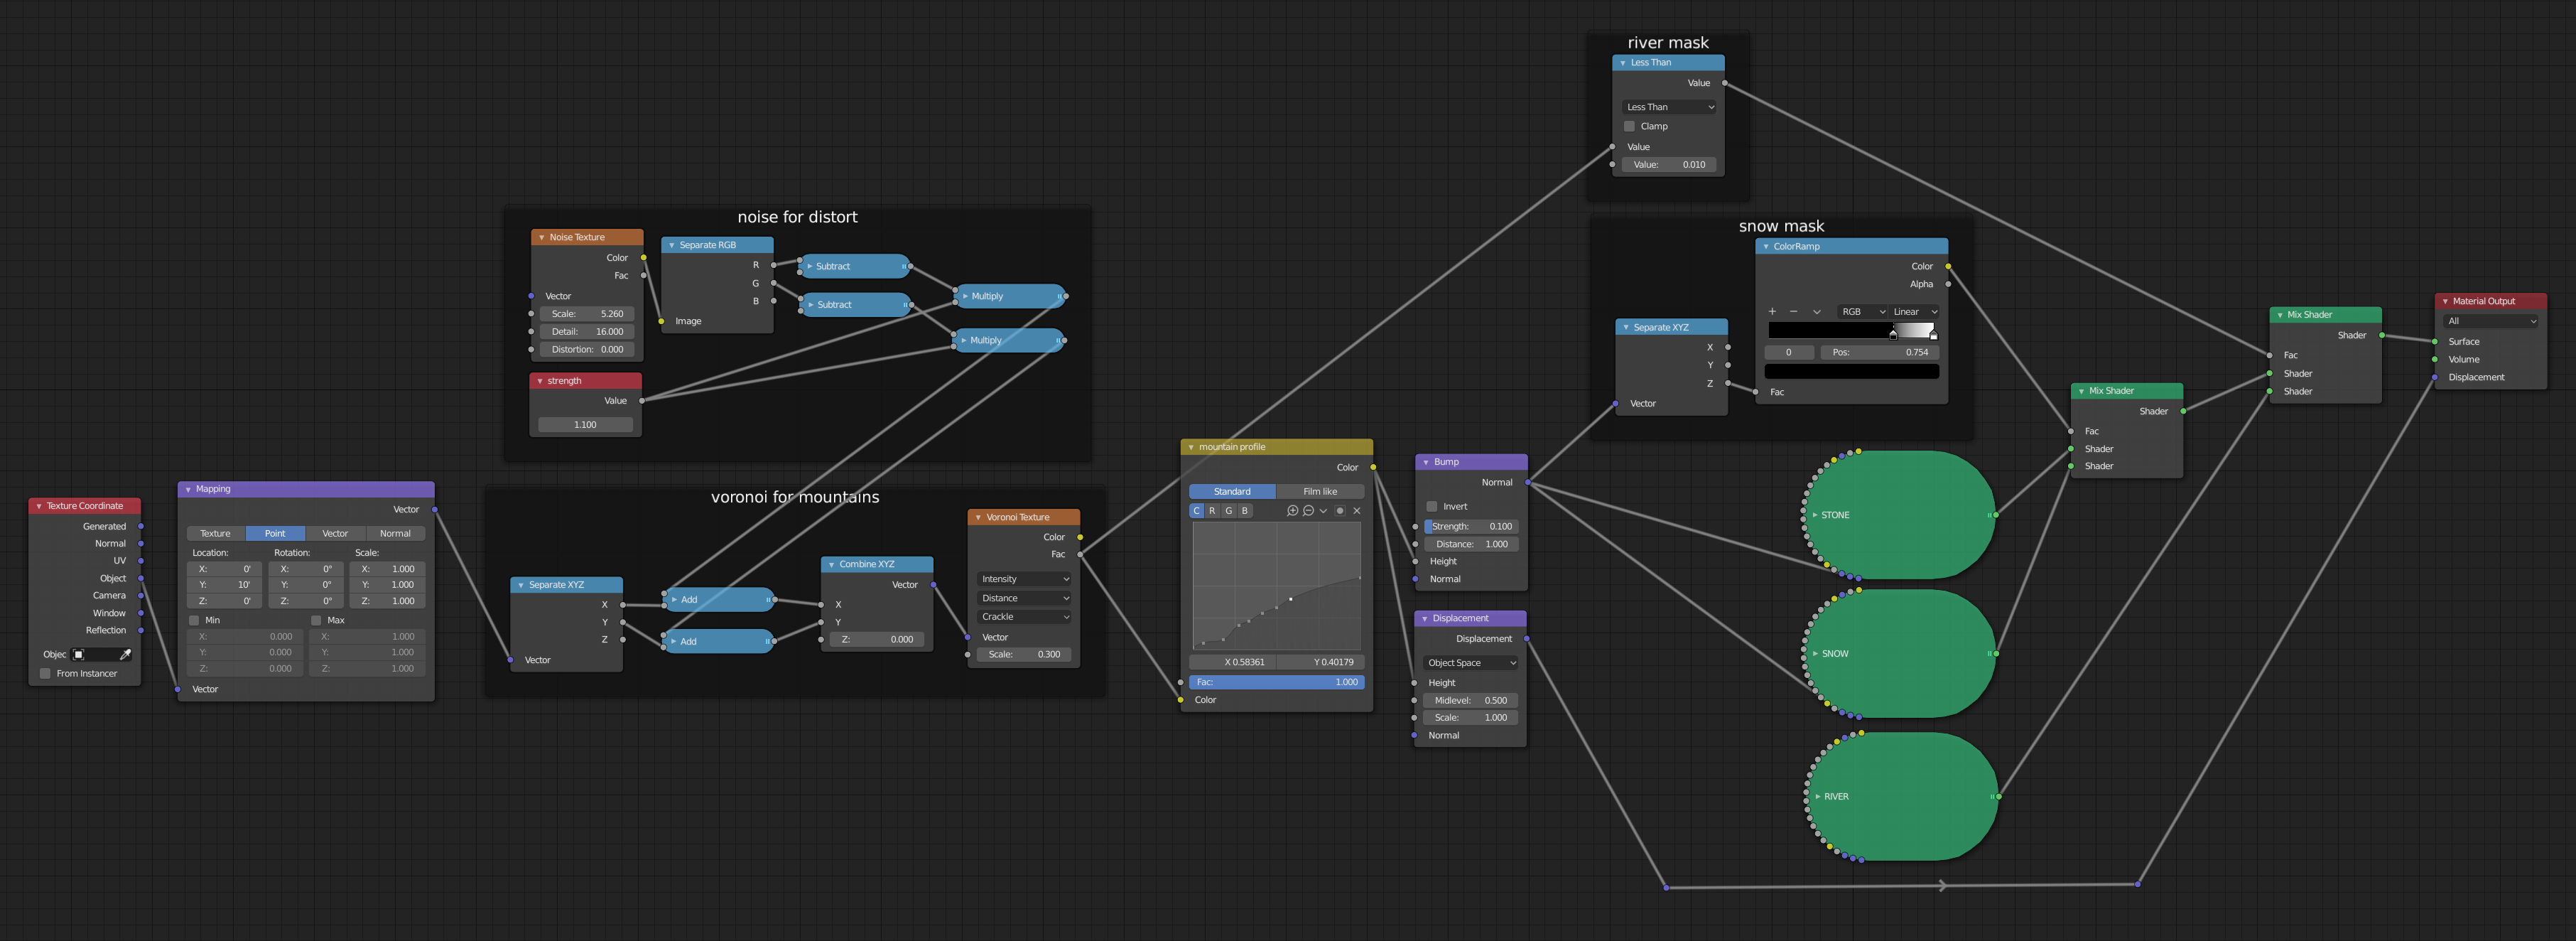 river mask
Less Than
Value
Less Than
Clamp
Value
Value: 0.010
noise for distort
Noise Texture
Color
Fac
Vector
Scale: 5.260
Detail: 16.000
Distortion: 0.000
Separate RGB
R
G
B
Image
Subtract
Subtract
Multiply
Multiply
strength
Value
1.100
snow mask
Separate XYZ
X
Y
Z
Vector
ColorRamp
Color
Alpha
RGB Linear
0 Pos: 0.754
Fac
Texture Coordinate
Generated
Normal
UV
Object
Camera
Window
Reflection
Objec
From Instancer
Mapping
Vector
Texture Point Vector Normal
Location: Rotation: Scale:
X: 0' X: 0° X: 1.000
Y: 10' Y: 0° Y: 1.000
Z: 0' Z: 0° Z: 1.000
Min Max
X: 0.000 X: 1.000
Y: 0.000 Y: 1.000
Z: 0.000 Z: 1.000
Vector
voronoi for mountains
Separate XYZ
X
Y
Z
Vector
Add
Add
Combine XYZ
Vector
X
Y
Z: 0.000
Voronoi Texture
Color
Fac
Intensity
Distance
Crackle
Vector
Scale: 0.300
mountain profile
Color
Standard Film like
C R G B
X 0.58361 Y 0.40179
Fac: 1.000
Color
Bump
Normal
Invert
Strength: 0.100
Distance: 1.000
Height
Normal
Displacement
Displacement
Object Space
Height
Midlevel: 0.500
Scale: 1.000
Normal
STONE
SNOW
RIVER
Mix Shader
Shader
Fac
Shader
Shader
Mix Shader
Shader
Fac
Shader
Shader
Material Output
All
Surface
Volume
Displacement